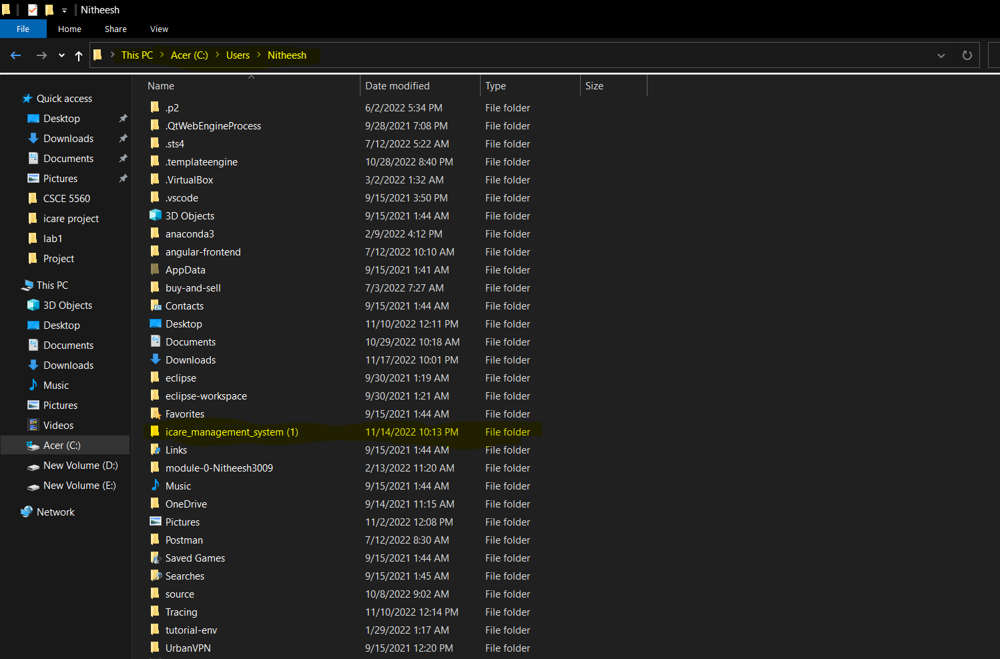 Nitheesh
File Home Share View
This PC > Acer (C:) > Users > Nitheesh
Name Date modified Type Size
Quick access
Desktop
Downloads
Documents
Pictures
CSCE 5560
icare project
lab1
Project
This PC
3D Objects
Desktop
Documents
Downloads
Music
Pictures
Videos
Acer (C:)
New Volume (D:)
New Volume (E:)
Network
.p2 6/2/2022 5:34 PM File folder
.QtWebEngineProcess 9/28/2021 7:08 PM File folder
.sts4 7/12/2022 5:22 AM File folder
.templateengine 10/28/2022 8:40 PM File folder
.VirtualBox 3/2/2022 1:32 AM File folder
.vscode 9/15/2021 3:50 PM File folder
3D Objects 9/15/2021 1:44 AM File folder
anaconda3 2/9/2022 4:12 PM File folder
angular-frontend 7/12/2022 10:10 AM File folder
AppData 9/15/2021 1:41 AM File folder
buy-and-sell 7/3/2022 7:27 AM File folder
Contacts 9/15/2021 1:44 AM File folder
Desktop 11/10/2022 12:11 PM File folder
Documents 10/29/2022 10:18 AM File folder
Downloads 11/17/2022 10:01 PM File folder
eclipse 9/30/2021 1:19 AM File folder
eclipse-workspace 9/30/2021 1:21 AM File folder
Favorites 9/15/2021 1:44 AM File folder
icare_management_system (1) 11/14/2022 10:13 PM File folder
Links 9/15/2021 1:44 AM File folder
module-0-Nitheesh3009 2/13/2022 11:20 AM File folder
Music 9/15/2021 1:44 AM File folder
OneDrive 9/14/2021 11:15 AM File folder
Pictures 11/2/2022 12:08 PM File folder
Postman 7/12/2022 8:30 AM File folder
Saved Games 9/15/2021 1:44 AM File folder
Searches 9/15/2021 1:45 AM File folder
source 10/8/2022 9:02 AM File folder
Tracing 11/10/2022 12:14 PM File folder
tutorial-env 1/29/2022 1:17 AM File folder
UrbanVPN 9/15/2021 12:20 PM File folder